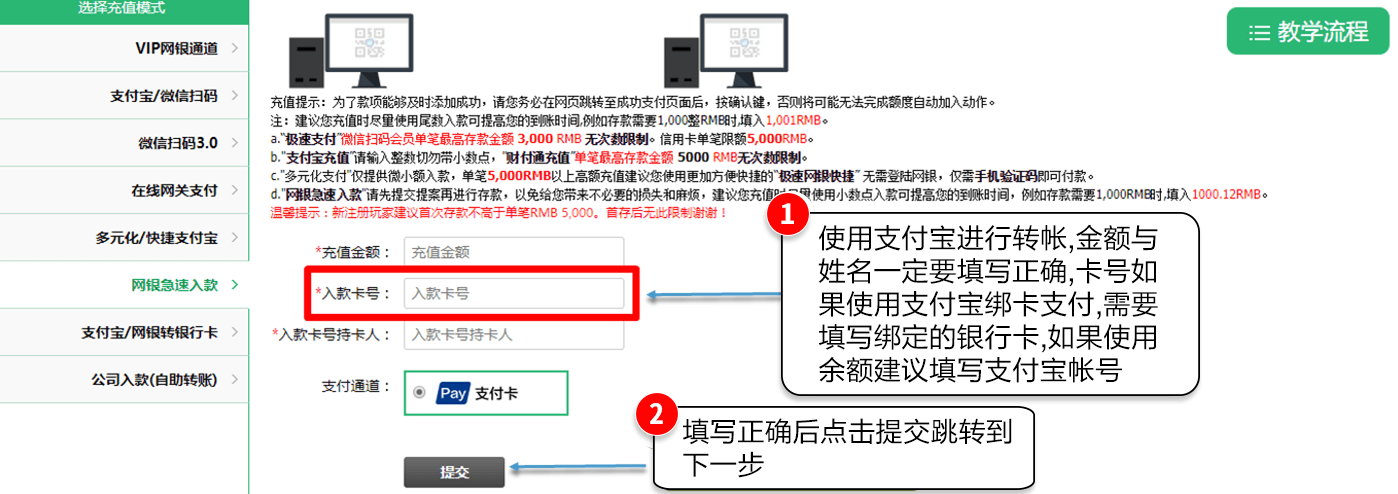 选择充值模式
VIP网银通道
支付宝/微信扫码
微信扫码3.0
在线网关支付
多元化/快捷支付宝
网银急速入款
支付宝/网银转银行卡
公司入款(自助转账)
教学流程
充值提示：为了款项能够及时添加成功，请您务必在网页跳转至成功支付页面后，按确认键，否则将可能无法完成额度自动加入动作。
注：建议您充值时尽量使用尾数入款可提高您的到账时间,例如存款需要1,000整RMB时,填入1,001RMB。
a."极速支付"微信扫码会员单笔最高存款金额 3,000 RMB 无次数限制。信用卡单笔限额5,000RMB。
b."支付宝充值"请输入整数切勿带小数点，"财付通充值"单笔最高存款金额 5000 RMB无次数限制。
c."多元化支付"仅提供微小额入款，单笔5,000RMB以上高额充值建议您使用更加方便快捷的"极速网银快捷" 无需登陆网银，仅需手机验证码即可付款。
d."网银急速入款"请先提交提案再进行存款，以免给您带来不必要的损失和麻烦，建议您充值时尽量使用小数点入款可提高您的到账时间，例如存款需要1,000RMB时,填入1000.12RMB。
温馨提示：新注册玩家建议首次存款不高于单笔RMB 5,000。首存后无此限制谢谢！
*充值金额： 充值金额
*入款卡号： 入款卡号
*入款卡号持卡人： 入款卡号持卡人
支付通道： Pay 支付卡
提交
1
使用支付宝进行转帐,金额与
姓名一定要填写正确,卡号如
果使用支付宝绑卡支付,需要
填写绑定的银行卡,如果使用
余额建议填写支付宝帐号
2
填写正确后点击提交跳转到
下一步